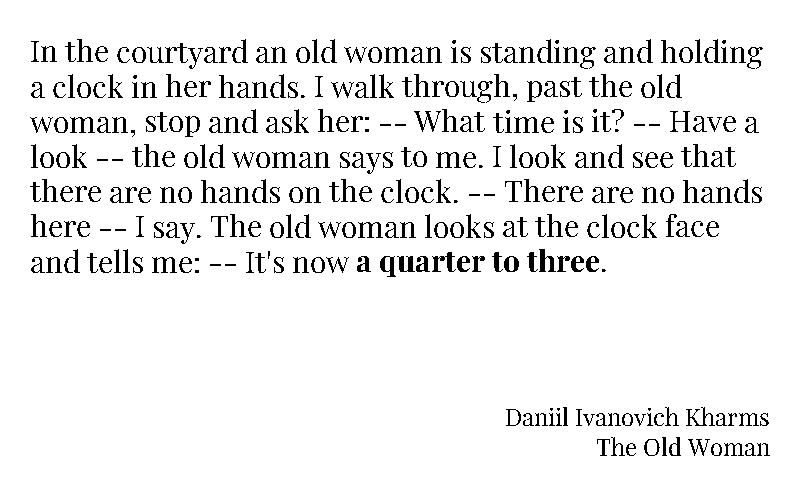 In the courtyard an old woman is standing and holding
a clock in her hands. I walk through, past the old
woman, stop and ask her: -- What time is it? -- Have a
look -- the old woman says to me. I look and see that
there are no hands on the clock. -- There are no hands
here -- I say. The old woman looks at the clock face
and tells me: -- It's now a quarter to three.
Daniil Ivanovich Kharms
The Old Woman